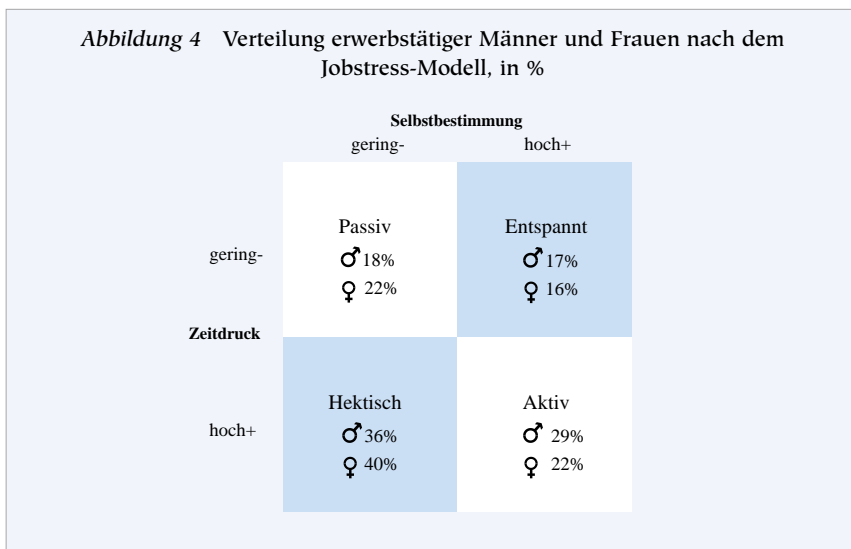 Abbildung 4 Verteilung erwerbstätiger Männer und Frauen nach dem
Jobstress-Modell, in %
Selbstbestimmung
gering- hoch+
Passiv Entspannt
gering- ♂ 18% ♂ 17%
♀ 22% ♀ 16%
Zeitdruck
Hektisch Aktiv
hoch+ ♂ 36% ♂ 29%
♀ 40% ♀ 22%